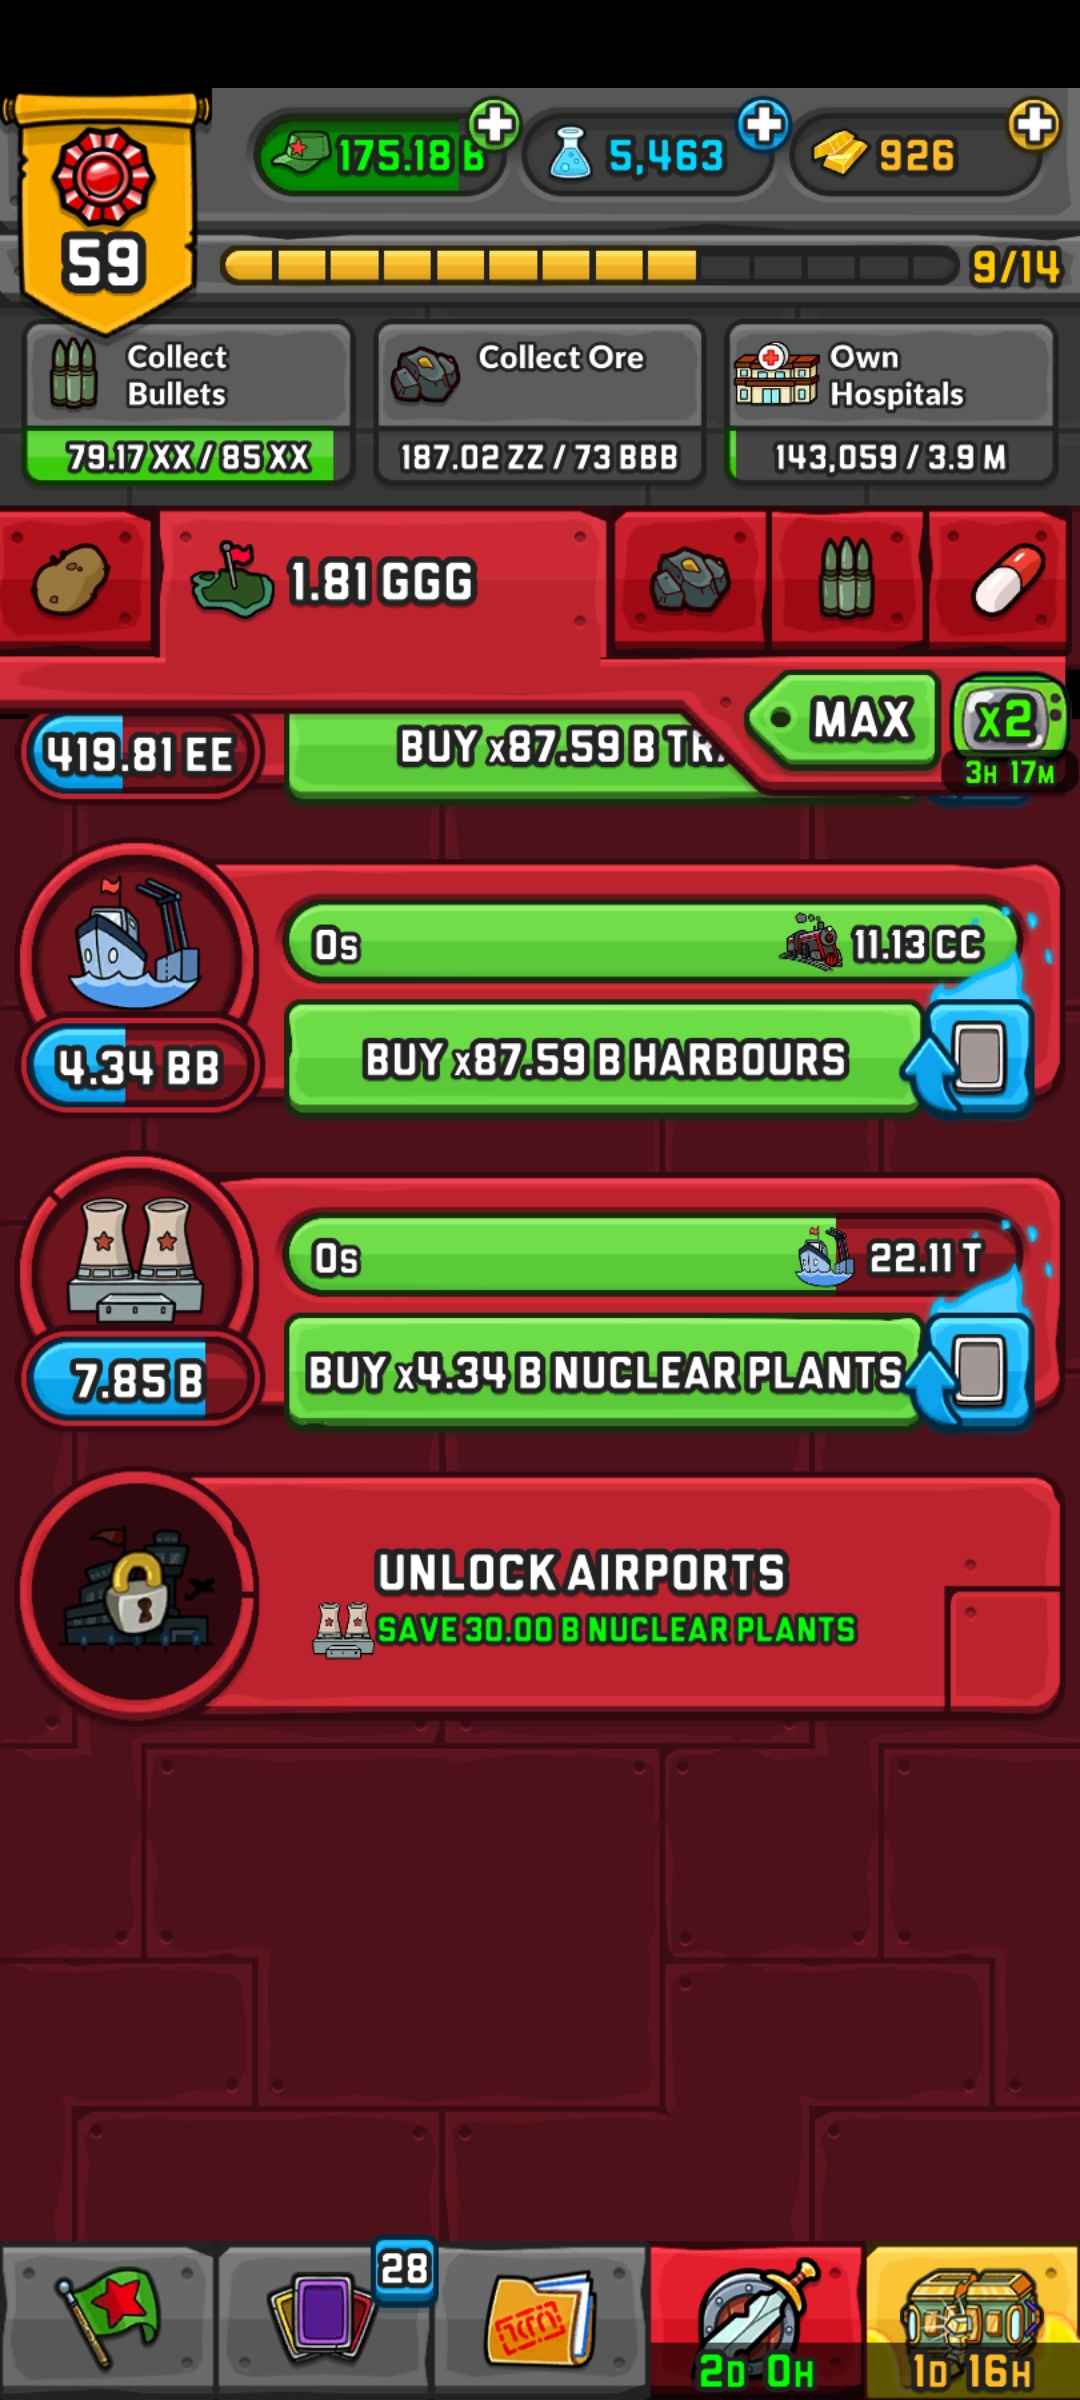 175.18 B
5,463
926
59
9/14
Collect
Bullets
79.17 XX / 85 XX
Collect Ore
187.02 ZZ / 73 BBB
Own
Hospitals
143,059 / 3.9 M
1.81 GGG
MAX
x2
3H 17M
419.81 EE
BUY x87.59 B
0s
11.13 CC
4.34 BB
BUY x87.59 B HARBOURS
0s
22.11 T
7.85 B
BUY x4.34 B NUCLEAR PLANTS
UNLOCK AIRPORTS
SAVE 30.00 B NUCLEAR PLANTS
28
2D 0H
1D 16H